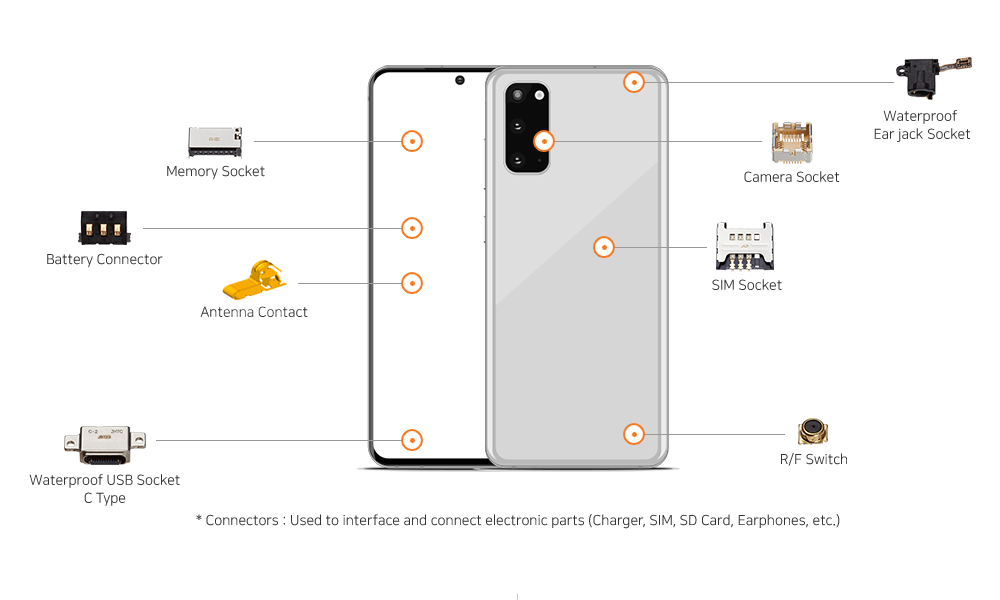 Waterproof
Ear jack Socket
Memory Socket
Camera Socket
Battery Connector
SIM Socket
Antenna Contact
R/F Switch
Waterproof USB Socket
C Type
* Connectors : Used to interface and connect electronic parts (Charger, SIM, SD Card, Earphones, etc.)